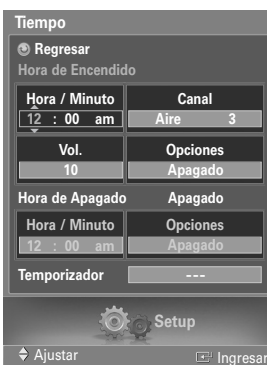 Tiempo
Regresar
Hora de Encendido
Hora / Minuto Canal
12 : 00 am Aire 3
Vol. Opciones
10 Apagado
Hora de Apagado Apagado
Hora / Minuto Opciones
12 : 00 am Apagado
Temporizador ---
Setup
Ajustar Ingresar